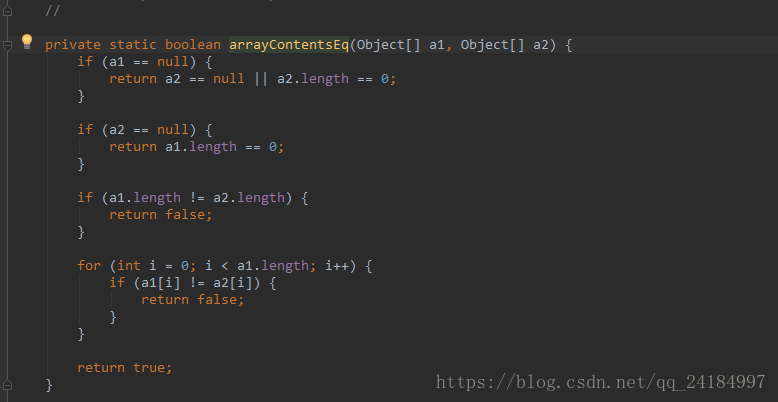 //
private static boolean arrayContentsEq(Object[] a1, Object[] a2) {
if (a1 == null) {
return a2 == null || a2.length == 0;
}
if (a2 == null) {
return a1.length == 0;
}
if (a1.length != a2.length) {
return false;
}
for (int i = 0; i < a1.length; i++) {
if (a1[i] != a2[i]) {
return false;
}
}
return true;
}
https://blog.csdn.net/qq_24184997